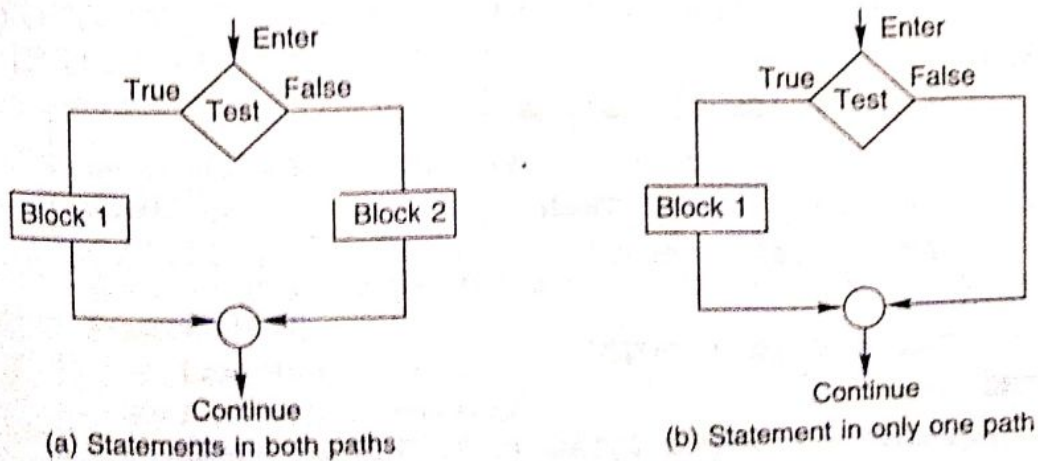 Enter
True
False
Test
Block 1
Block 2
Continue
(a) Statements in both paths
Enter
True
False
Test
Block 1
Continue
(b) Statement in only one path